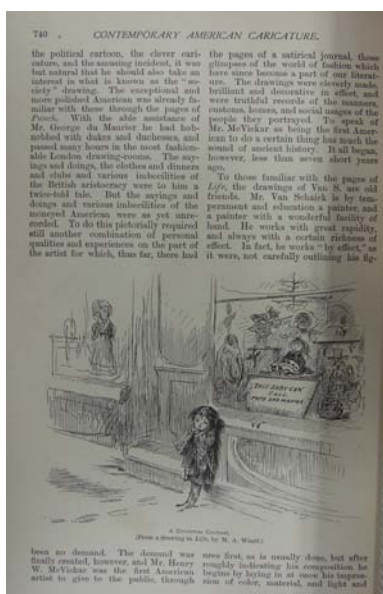 740
CONTEMPORARY AMERICAN CARICATURE.
the political cartoon, the clever cari-
cature, and the amusing incident, it was
but natural that he should also take an
interest in what is known as the "so-
ciety" drawing. The exceptional and
more polished American was already fa-
miliar with these through the pages of
Punch. With the able assistance of
Mr. George du Maurier he had hob-
nobbed with dukes and duchesses, and
passed many hours in the most fashion-
able London drawing-rooms. The say-
ings and doings, the clothes and dinners
and clubs and various imbecilities of
the British aristocracy were to him a
twice-told tale. But the sayings and
doings and various imbecilities of the
moneyed American were as yet unre-
corded. To do this pictorially required
still another combination of personal
qualities and experiences on the part of
the artist for which, thus far, there had
the pages of a satirical journal, those
glimpses of the world of fashion which
have since become a part of our literat-
ure. The drawings were cleverly made,
brilliant and decorative in effect, and
were truthful records of the manners,
customs, homes, and social usages of the
people they portrayed. To speak of
Mr. McVickar as being the first Amer-
ican to do a certain thing has much the
sound of ancient history. It all began,
however, less than seven short years
ago.
To those familiar with the pages of
Life, the drawings of Van S. are old
friends. Mr. Van Schaick is by tem-
perament and education a painter, and
a painter with a wonderful facility of
hand. He works with great rapidity,
and always with a certain richness of
effect. In fact, he works "by effect," as
it were, not carefully outlining his fig-
THIS BABY CAN
CALL
PAPA AND MAMMA
A Christmas
(From a drawing in Life, by M. A. Woolf.)
been no demand. The demand was
finally created, however, and Mr. Henry
W. McVickar was the first American
artist to give to the public, through
ures first, as is usually done, but after
roughly indicating his composition he
begins by laying in at once his impres-
sion of color, material, and light and